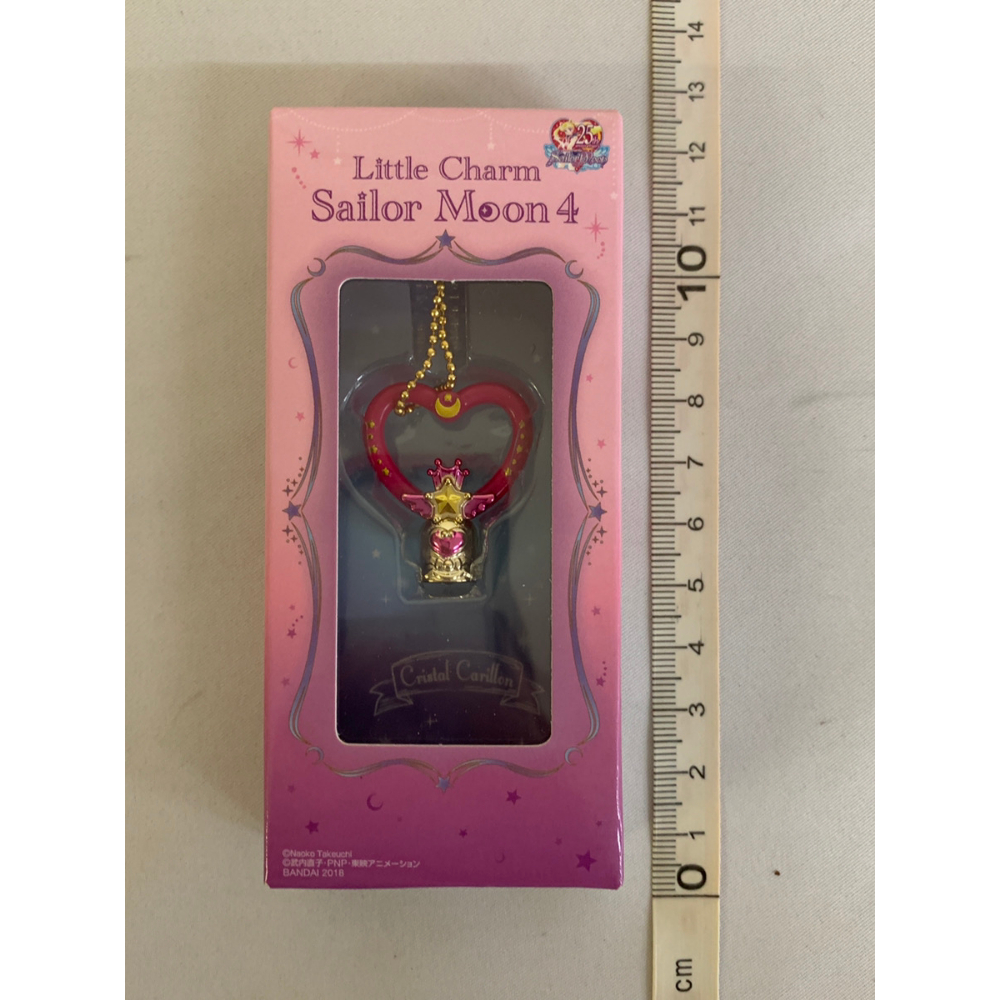 25th
Little Charm
Sailor Moon 4
Cristal Carillon
©Naoko Takeuchi
©武内直子・PNP・東映アニメーション
BANDAI 2018
14
13
12
11
10
9
8
7
6
5
4
3
2
1
0
cm